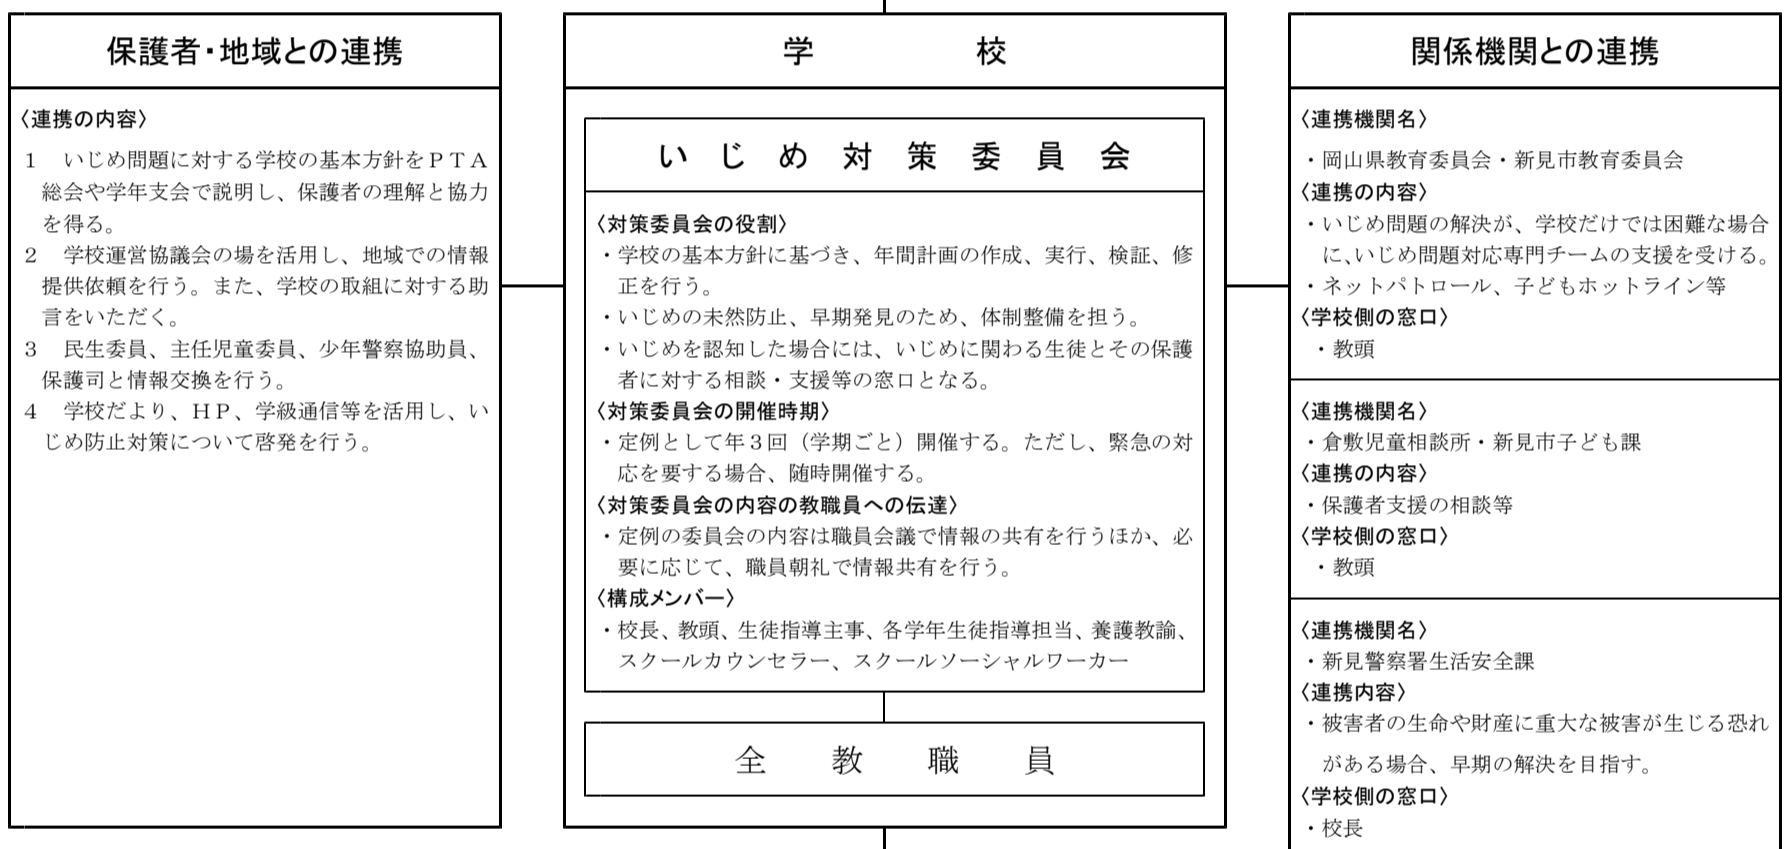 保護者・地域との連携
〈連携の内容〉
１　いじめ問題に対する学校の基本方針をＰＴＡ
総会や学年支会で説明し、保護者の理解と協力
を得る。
２　学校運営協議会の場を活用し、地域での情報
提供依頼を行う。また、学校の取組に対する助
言をいただく。
３　民生委員、主任児童委員、少年警察協助員、
保護司と情報交換を行う。
４　学校だより、ＨＰ、学級通信等を活用し、い
じめ防止対策について啓発を行う。
学　校
いじめ対策委員会
〈対策委員会の役割〉
・学校の基本方針に基づき、年間計画の作成、実行、検証、修
正を行う。
・いじめの未然防止、早期発見のため、体制整備を担う。
・いじめを認知した場合には、いじめに関わる生徒とその保護
者に対する相談・支援等の窓口となる。
〈対策委員会の開催時期〉
・定例として年３回（学期ごと）開催する。ただし、緊急の対
応を要する場合、随時開催する。
〈対策委員会の内容の教職員への伝達〉
・定例の委員会の内容は職員会議で情報の共有を行うほか、必
要に応じて、職員朝礼で情報共有を行う。
〈構成メンバー〉
・校長、教頭、生徒指導主事、各学年生徒指導担当、養護教諭、
スクールカウンセラー、スクールソーシャルワーカー
全教職員
関係機関との連携
〈連携機関名〉
・岡山県教育委員会・新見市教育委員会
〈連携の内容〉
・いじめ問題の解決が、学校だけでは困難な場合
に、いじめ問題対応専門チームの支援を受ける。
・ネットパトロール、子どもホットライン等
〈学校側の窓口〉
・教頭
〈連携機関名〉
・倉敷児童相談所・新見市子ども課
〈連携の内容〉
・保護者支援の相談等
〈学校側の窓口〉
・教頭
〈連携機関名〉
・新見警察署生活安全課
〈連携内容〉
・被害者の生命や財産に重大な被害が生じる恐れ
がある場合、早期の解決を目指す。
〈学校側の窓口〉
・校長